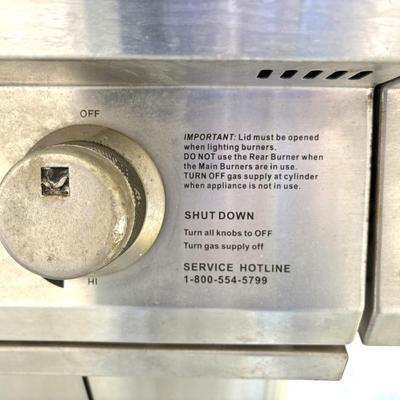 OFF
IMPORTANT: Lid must be opened
when lighting burners.
DO NOT use the Rear Burner when
the Main Burners are in use.
TURN OFF gas supply at cylinder
when appliance is not in use.
SHUT DOWN
Turn all knobs to OFF
Turn gas supply off
SERVICE HOTLINE
1-800-554-5799
HI